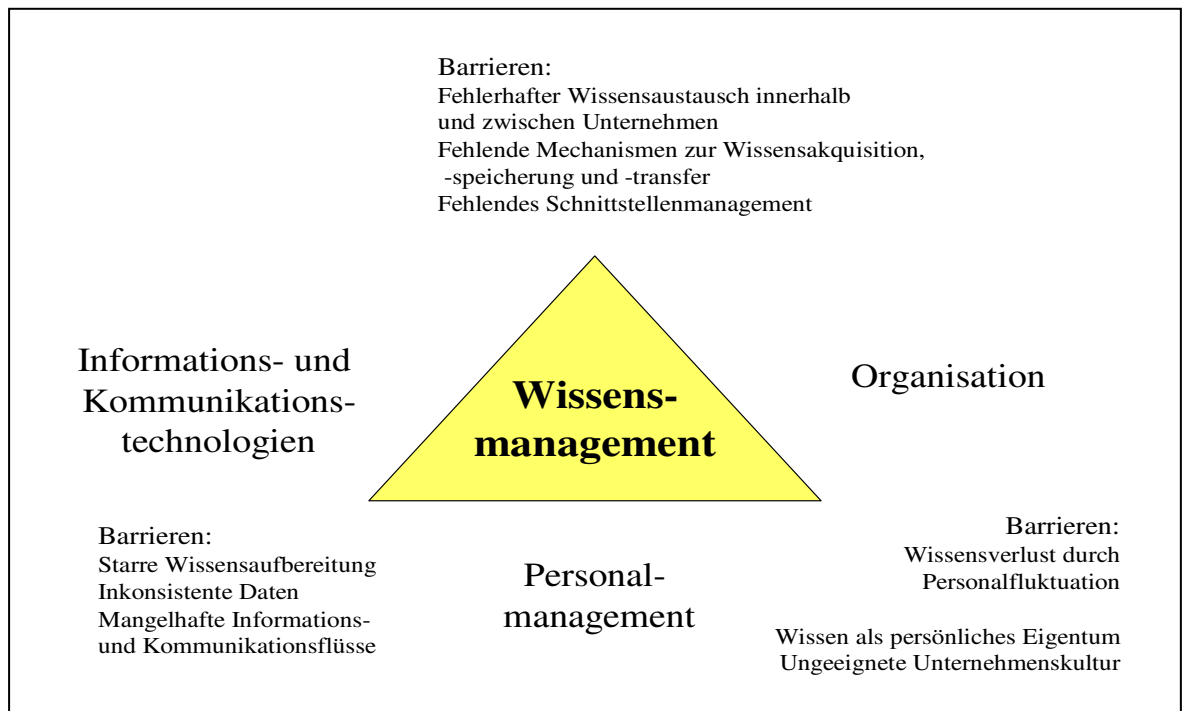 Barrieren:
Fehlerhafter Wissensaustausch innerhalb
und zwischen Unternehmen
Fehlende Mechanismen zur Wissensakquisition,
-speicherung und -transfer
Fehlendes Schnittstellenmanagement
Informations- und
Kommunikations-
technologien
Wissens-
management
Organisation
Barrieren:
Starre Wissensaufbereitung
Inkonsistente Daten
Mangelhafte Informations-
und Kommunikationsflüsse
Personal-
management
Barrieren:
Wissensverlust durch
Personalfluktuation
Wissen als persönliches Eigentum
Ungeeignete Unternehmenskultur